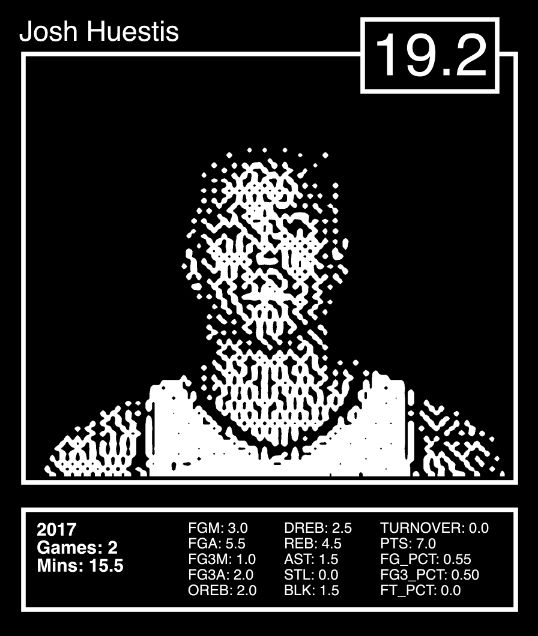 Josh Huestis
19.2
2017
Games: 2
Mins: 15.5
FGM: 3.0
FGA: 5.5
FG3M: 1.0
FG3A: 2.0
OREB: 2.0
DREB: 2.5
REB: 4.5
AST: 1.5
STL: 0.0
BLK: 1.5
TURNOVER: 0.0
PTS: 7.0
FG_PCT: 0.55
FG3_PCT: 0.50
FT_PCT: 0.0